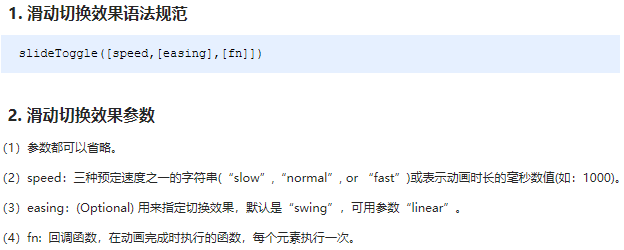 1. 滑动切换效果语法规范
slideToggle([speed,[easing],[fn]])
2. 滑动切换效果参数
（1）参数都可以省略。
（2）speed：三种预定速度之一的字符串(“slow”,“normal”, or “fast”)或表示动画时长的毫秒数值(如：1000)。
（3）easing：(Optional) 用来指定切换效果，默认是“swing”，可用参数“linear”。
（4）fn: 回调函数，在动画完成时执行的函数，每个元素执行一次。